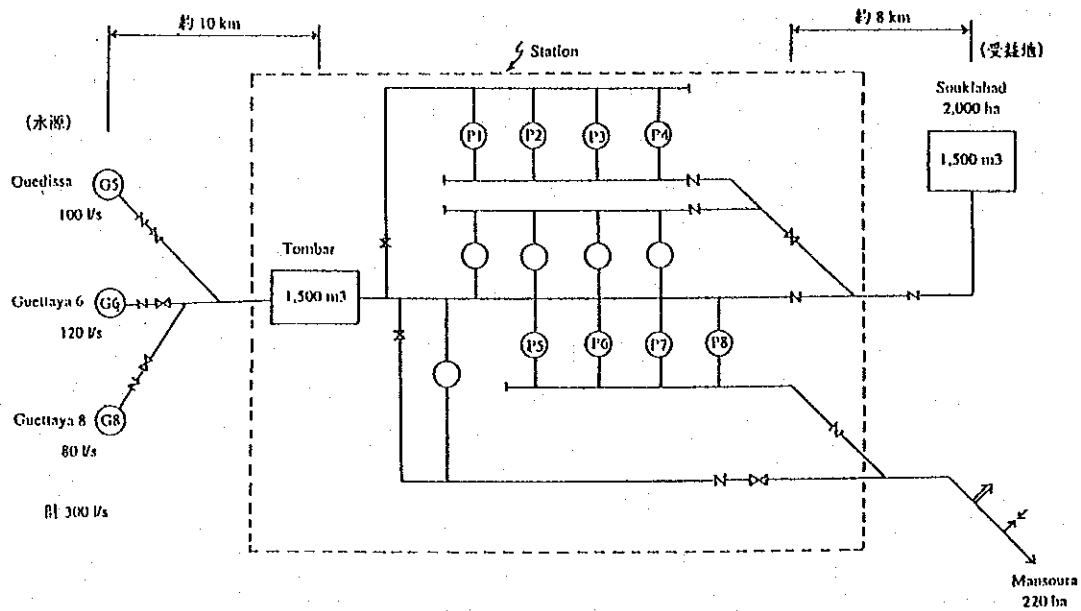 約 10 km
約 8 km
Station
(受益地)
(水源)
Souklahad
2,000 ha
P1
P2
P3
P4
1,500 m3
Ouedissa
G5
100 l/s
Tombar
1,500 m3
Guettaya 6
G6
120 l/s
P5
P6
P7
P8
Guettaya 8
G8
80 l/s
計 300 l/s
Mansoura
220 ha